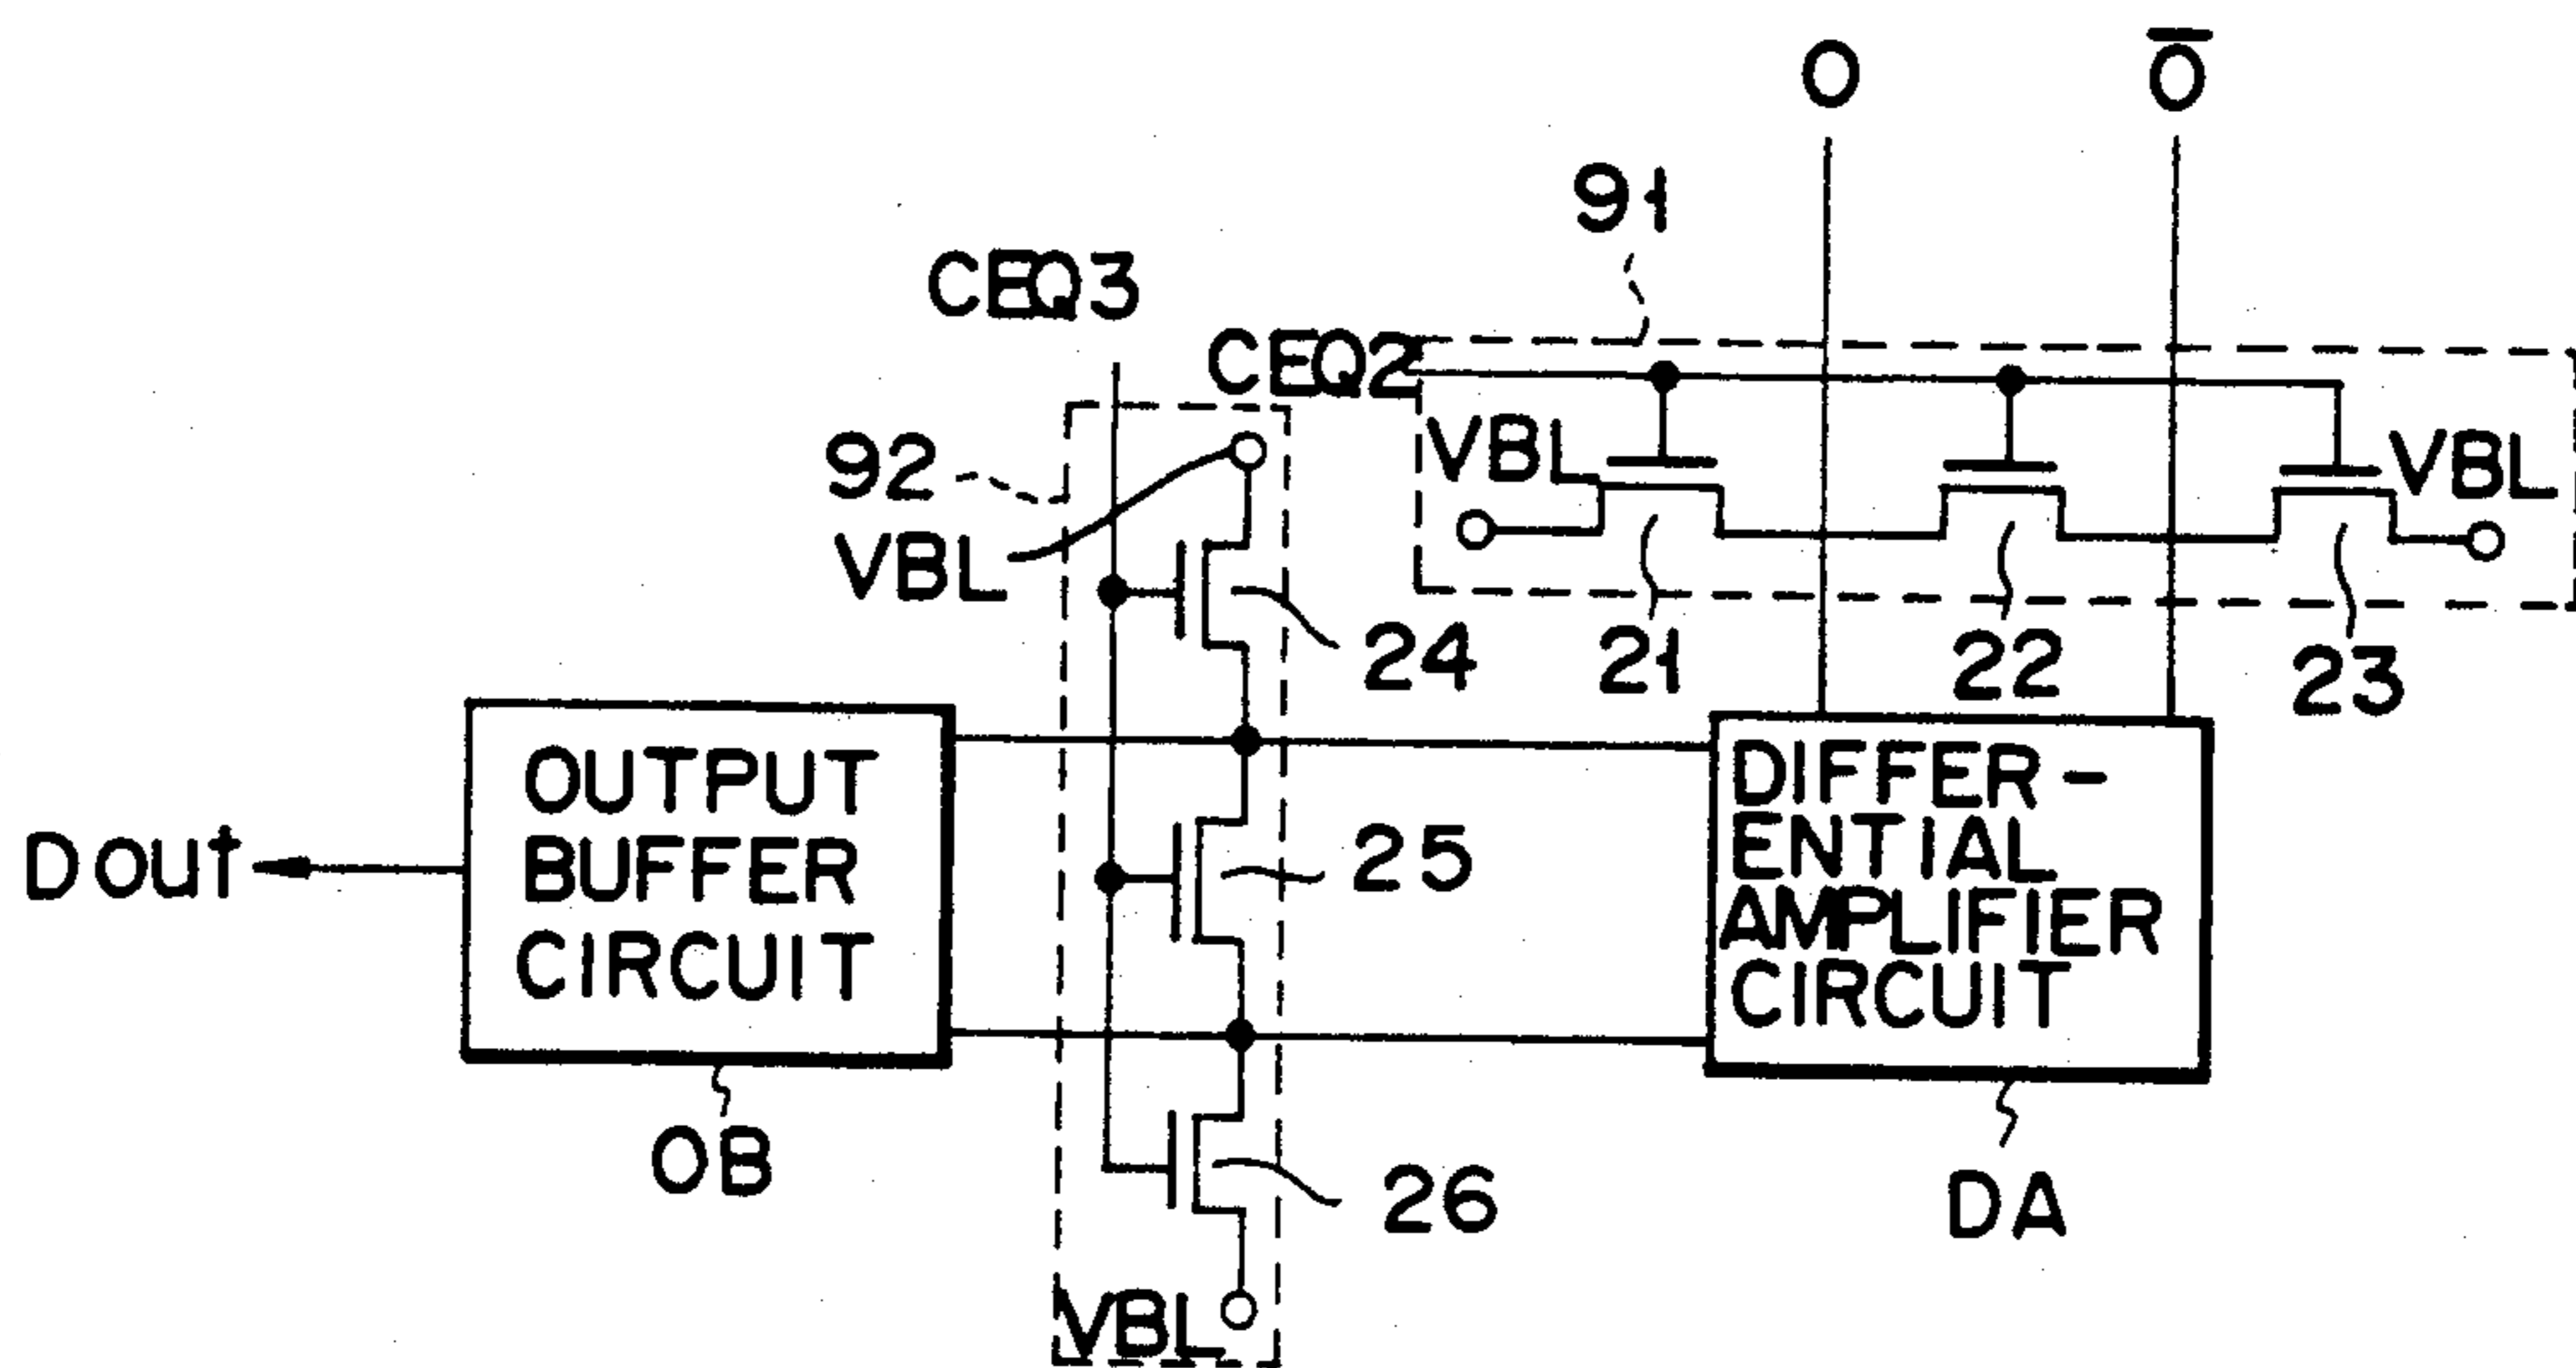 O O̅
91
CEQ3
CEQ2
92
VBL
VBL
VBL
24
21
22
23
OUTPUT
BUFFER
CIRCUIT
Dout
25
DIFFER-
ENTIAL
AMPLIFIER
CIRCUIT
OB
26
DA
VBL